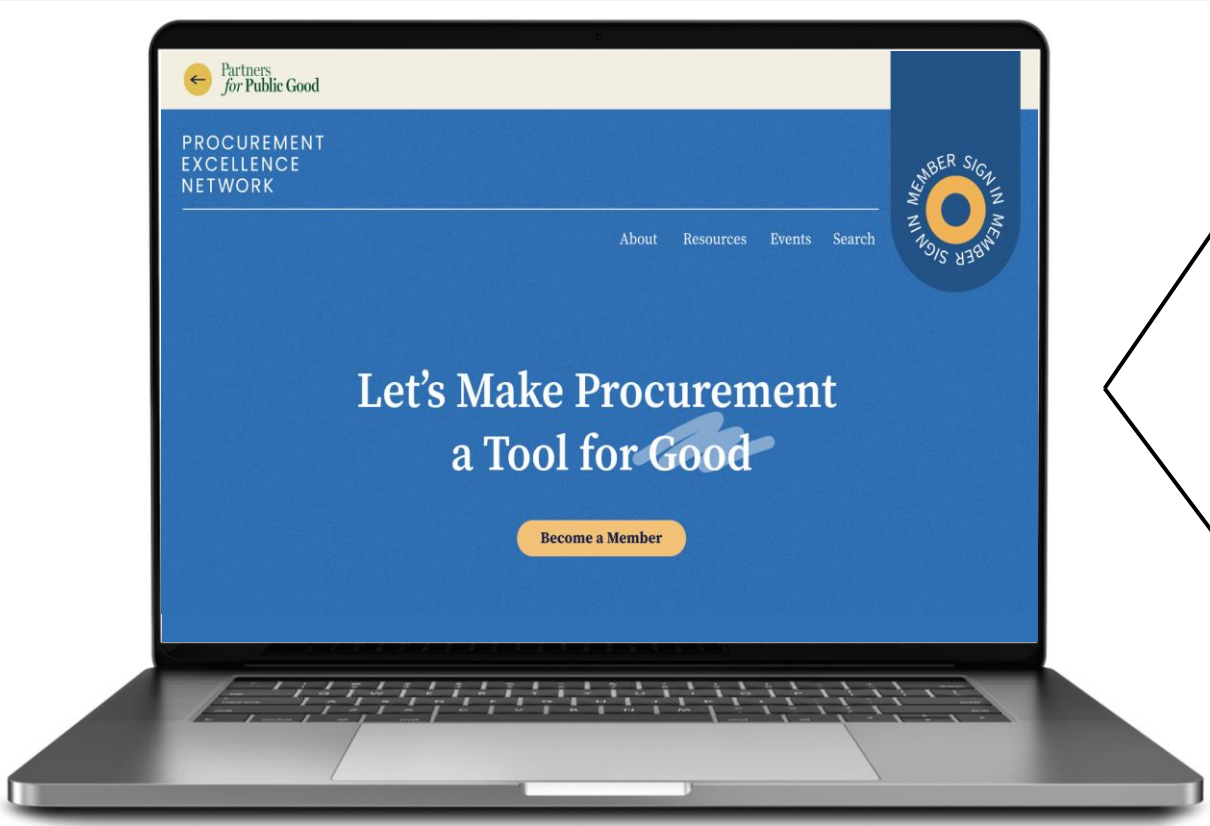 Partners
for Public Good
PROCUREMENT
EXCELLENCE
NETWORK
MEMBER SIGN IN MEMBER SIGN IN
About Resources Events Search
Let’s Make Procurement
a Tool for Good
Become a Member